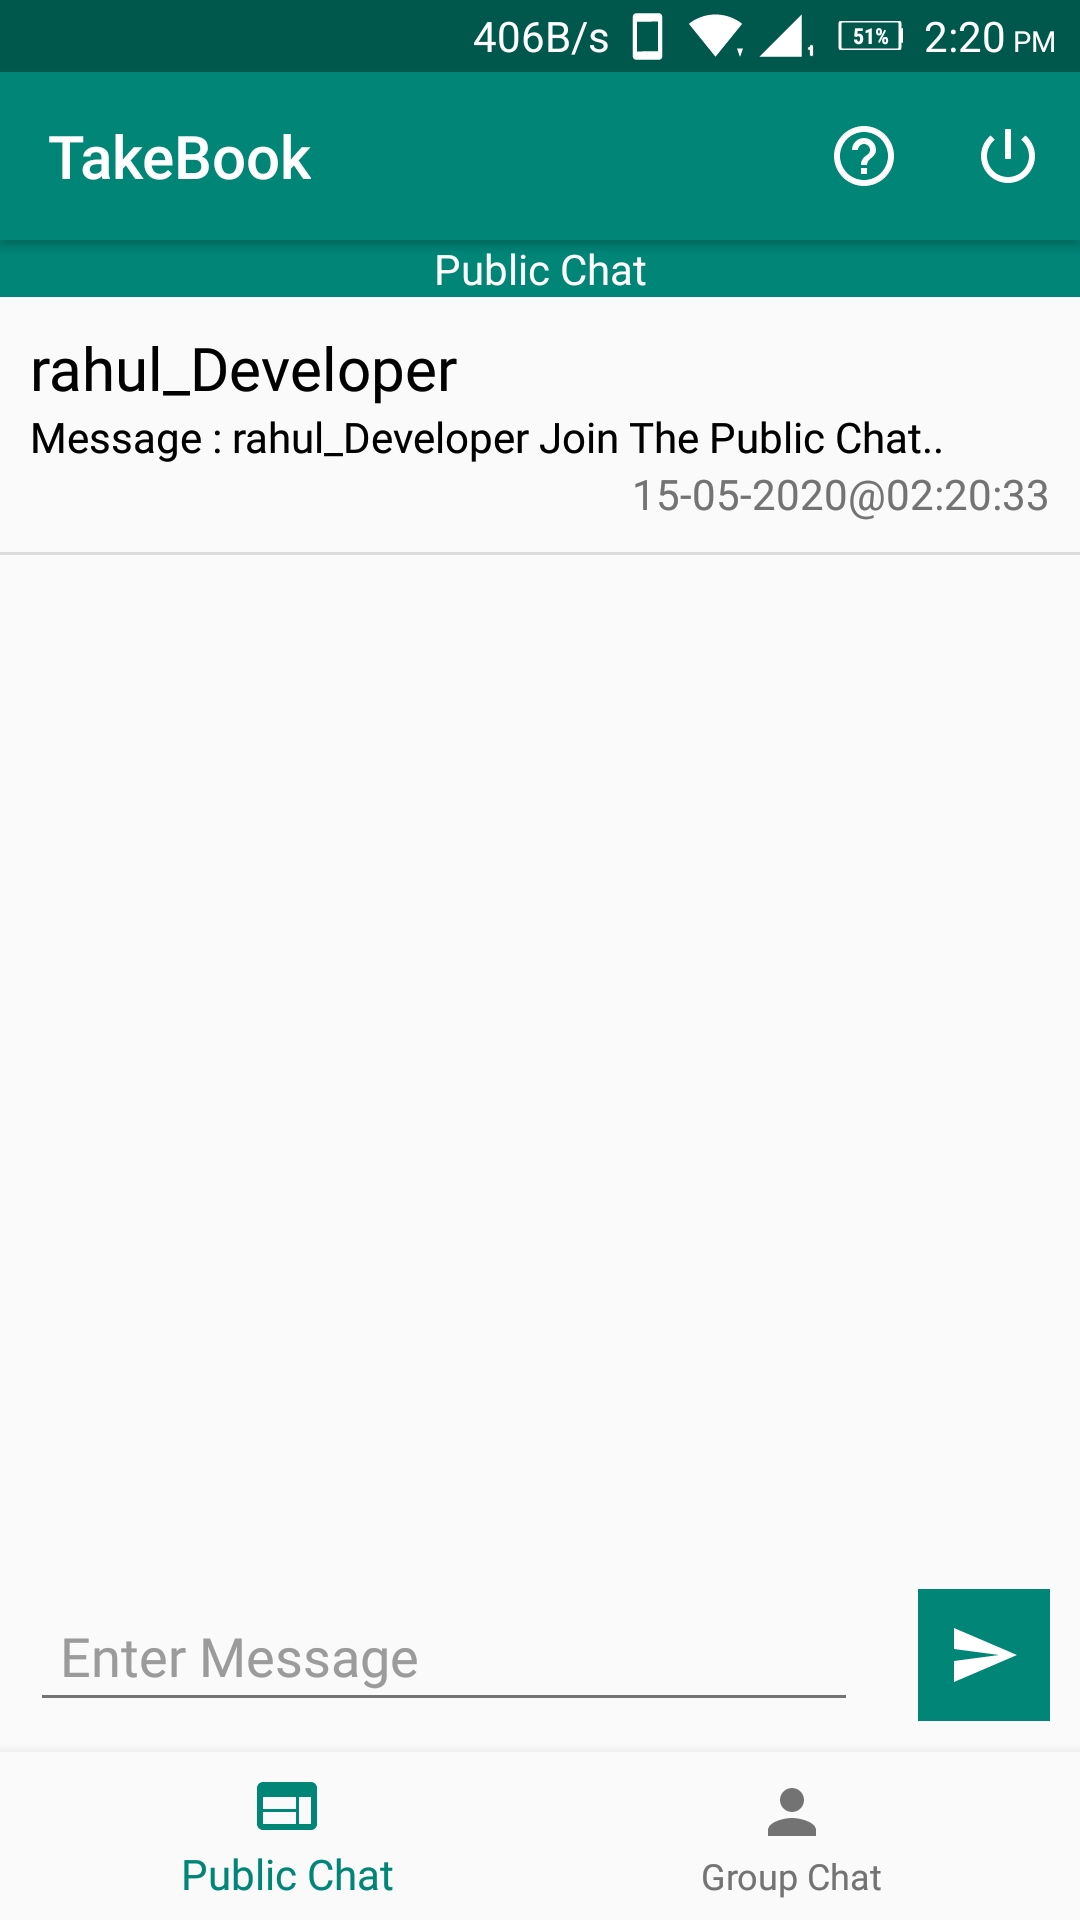 406B/s 51% 2:20 PM
TakeBook
Public Chat
rahul_Developer
Message : rahul_Developer Join The Public Chat..
15-05-2020@02:20:33
Enter Message
Public Chat Group Chat